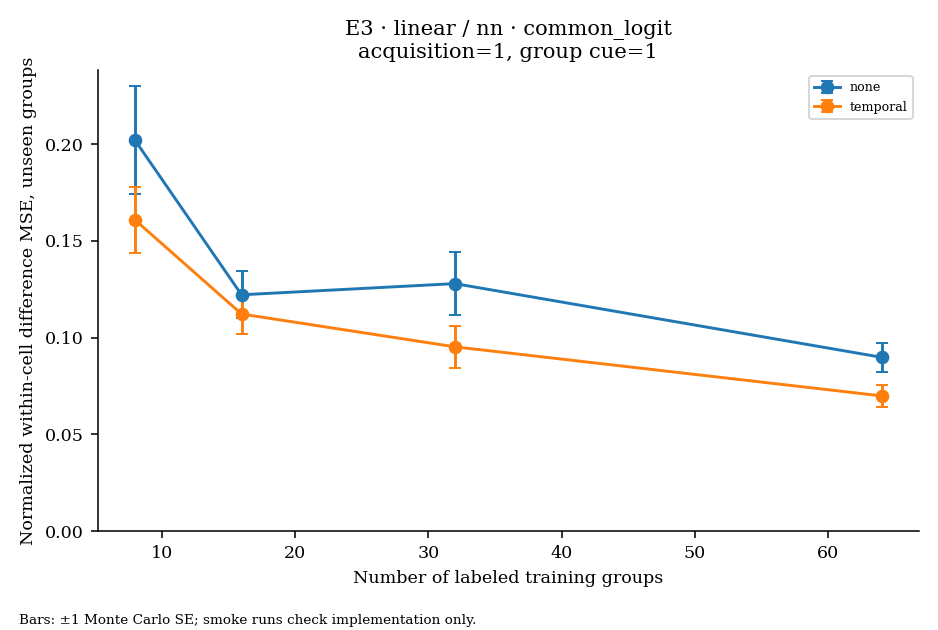 E3 · linear / nn · common_logit
acquisition=1, group cue=1
none
temporal
Normalized within-cell difference MSE, unseen groups
0.20
0.15
0.10
0.05
0.00
10 20 30 40 50 60
Number of labeled training groups
Bars: ±1 Monte Carlo SE; smoke runs check implementation only.